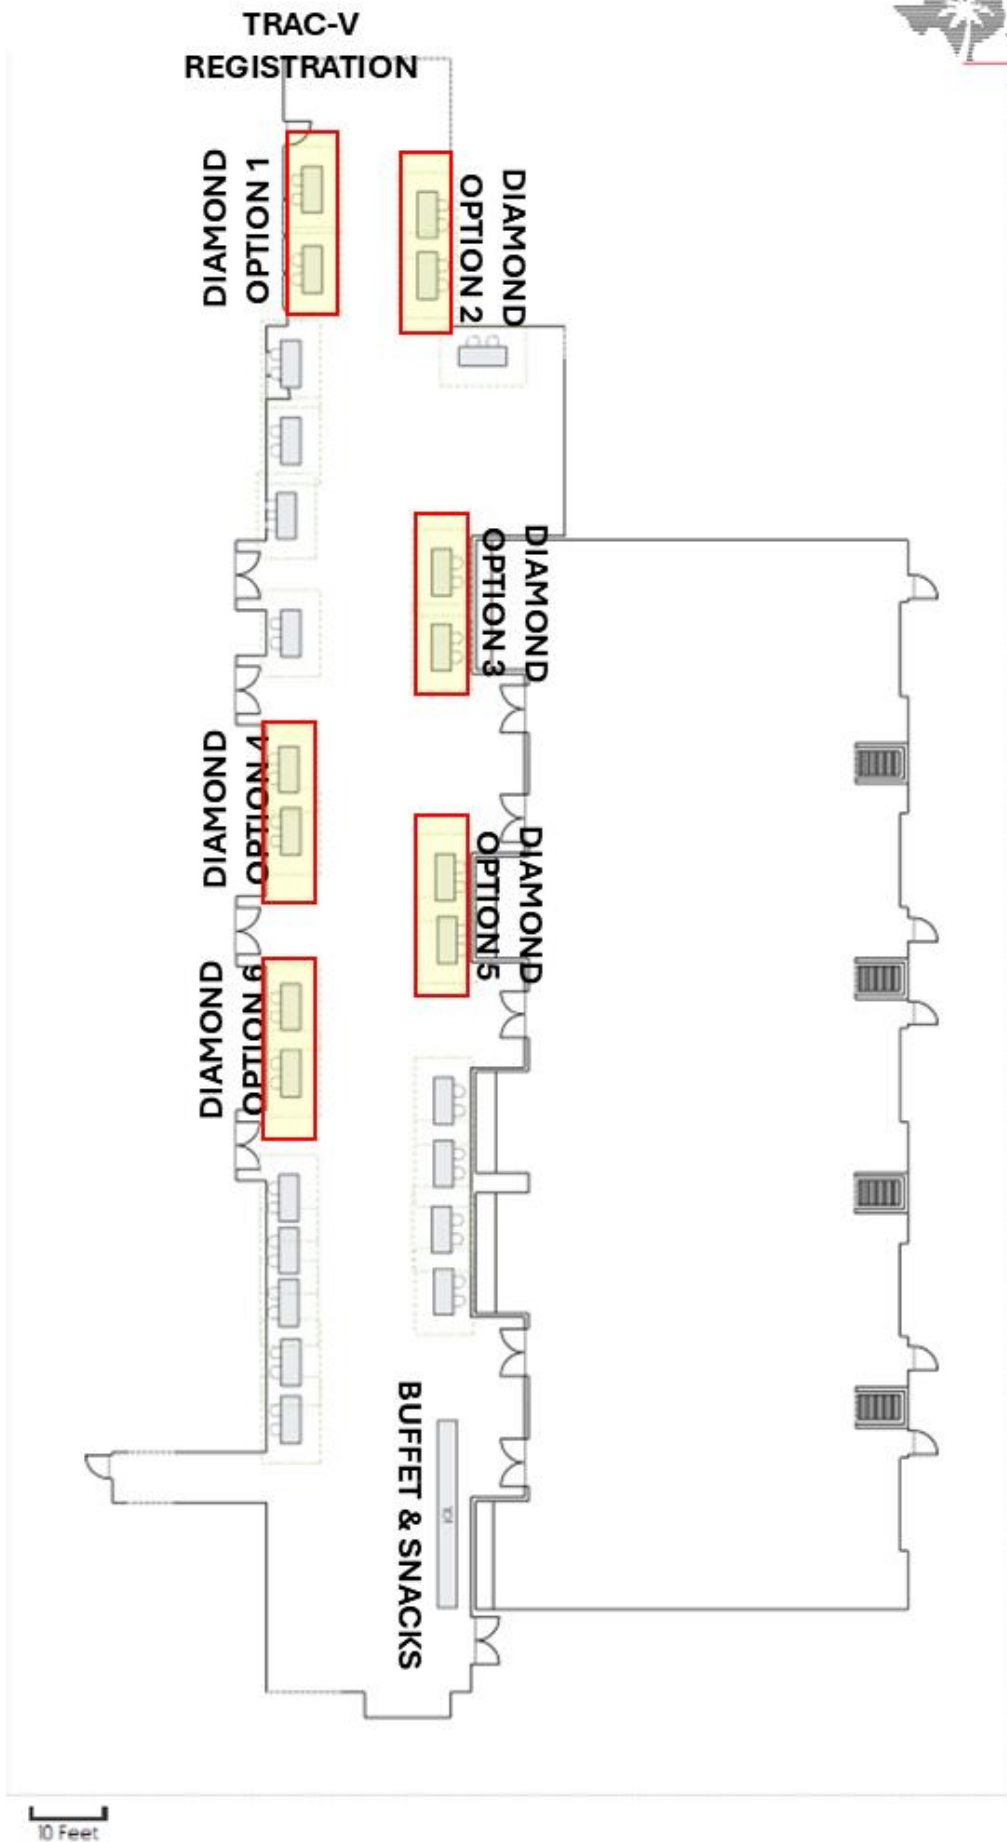 TRAC-V
REGISTRATION
DIAMOND
OPTION 1
DIAMOND
OPTION 2
DIAMOND
OPTION 3
DIAMOND
OPTION 4
DIAMOND
OPTION 5
DIAMOND
OPTION 6
BUFFET & SNACKS
10 Feet